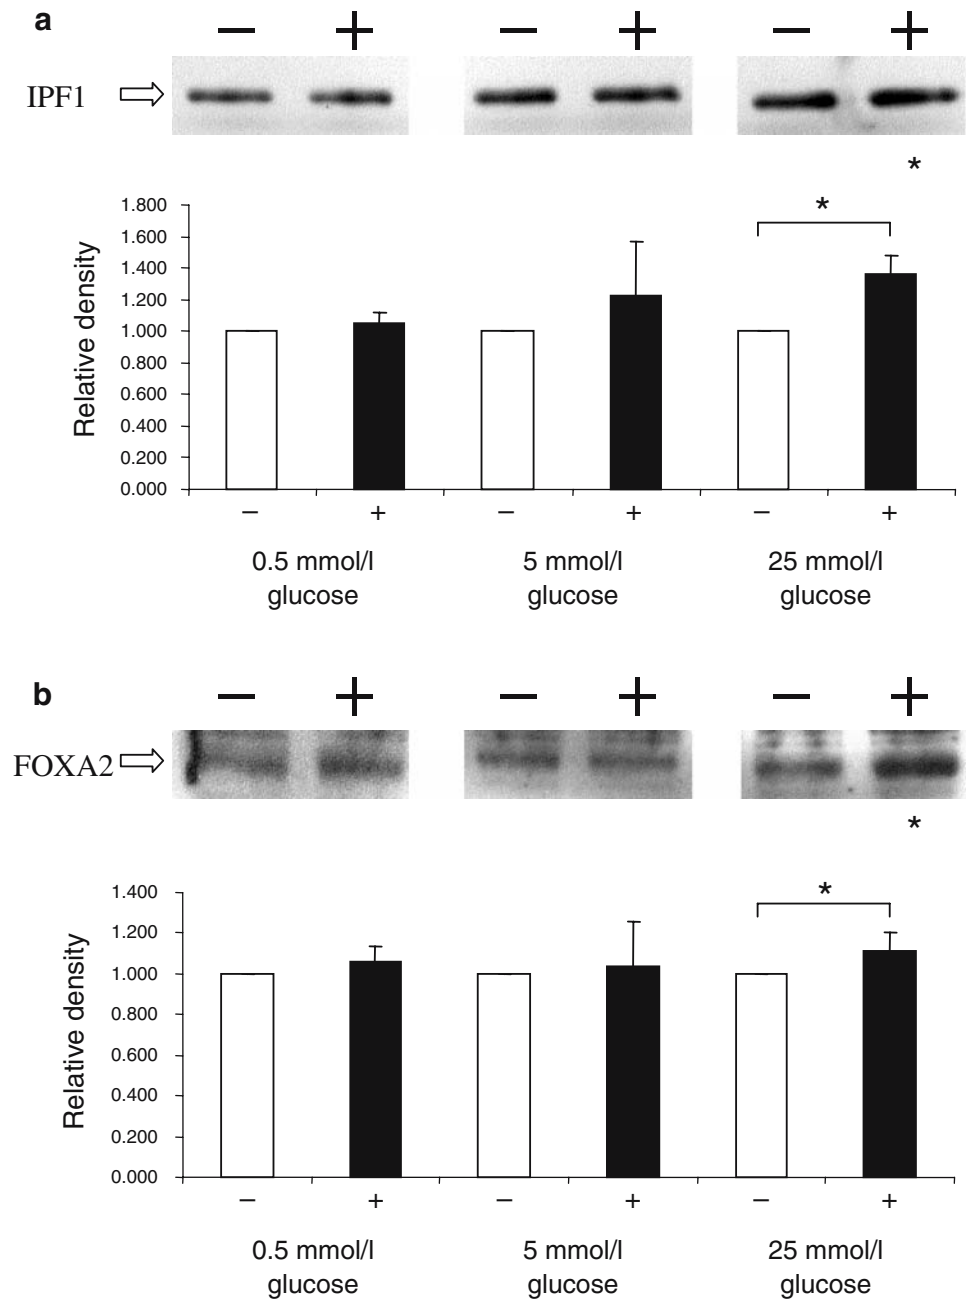 a
− + − + − +
IPF1
*
1.800
1.600
1.400
1.200
1.000
0.800
0.600
0.400
0.200
0.000
Relative density
*
− + − + − +
0.5 mmol/l glucose
5 mmol/l glucose
25 mmol/l glucose
b
− + − + − +
FOXA2
*
1.400
1.200
1.000
0.800
0.600
0.400
0.200
0.000
Relative density
*
− + − + − +
0.5 mmol/l glucose
5 mmol/l glucose
25 mmol/l glucose